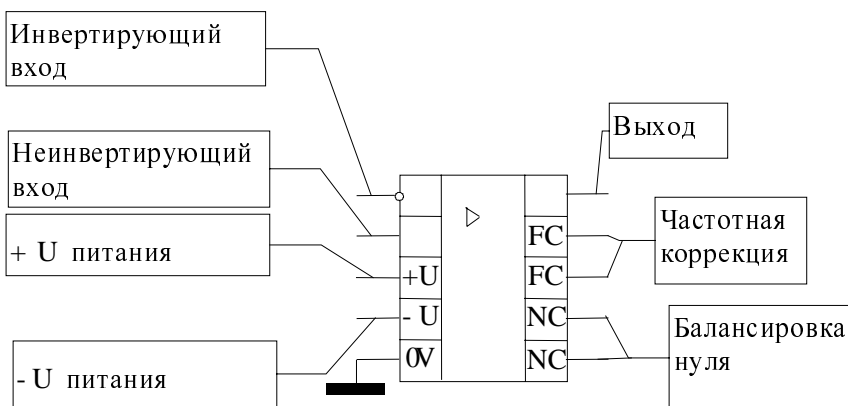 Инвертирующий
вход
Неинвертирующий
вход
+ U питания
- U питания
+U
- U
0V
FC
FC
NC
NC
Выход
Частотная
коррекция
Балансировка
нуля